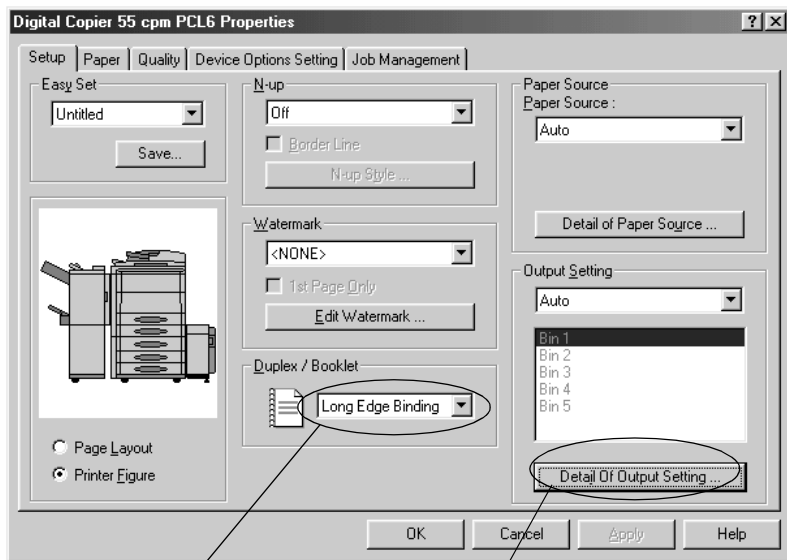 Digital Copier 55 cpm PCL6 Properties
Setup Paper Quality Device Options Setting Job Management
Easy Set
Untitled
Save...
Page Layout
Printer Figure
N-up
Off
Border Line
N-up Style ...
Watermark
<NONE>
1st Page Only
Edit Watermark ...
Duplex / Booklet
Long Edge Binding
Paper Source
Paper Source :
Auto
Detail of Paper Source ...
Output Setting
Auto
Bin 1
Bin 2
Bin 3
Bin 4
Bin 5
Detail Of Output Setting ...
OK Cancel Apply Help